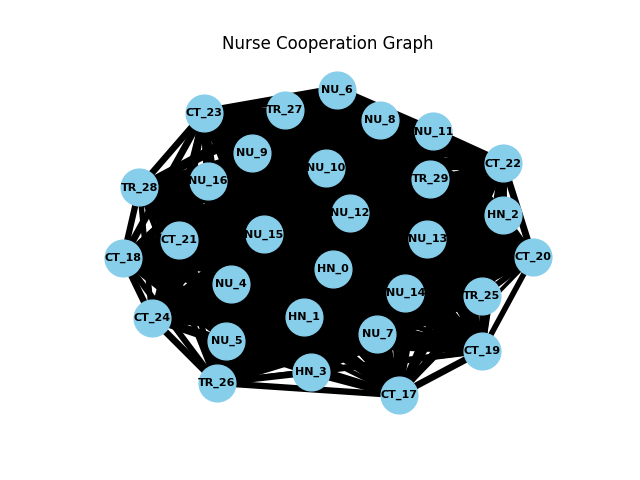 Nurse Cooperation Graph
NU_6
CT_23
TR_27
NU_8
NU_11
NU_9
CT_22
NU_10
NU_16
TR_29
TR_28
NU_12
HN_2
NU_15
CT_21
NU_13
CT_18
CT_20
HN_0
NU_4
NU_14
TR_25
CT_24
HN_1
NU_7
NU_5
CT_19
HN_3
TR_26
CT_17